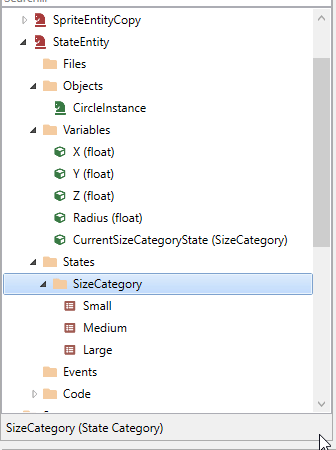 SpriteEntityCopy
StateEntity
Files
Objects
CircleInstance
Variables
X (float)
Y (float)
Z (float)
Radius (float)
CurrentSizeCategoryState (SizeCategory)
States
SizeCategory
Small
Medium
Large
Events
Code
SizeCategory (State Category)